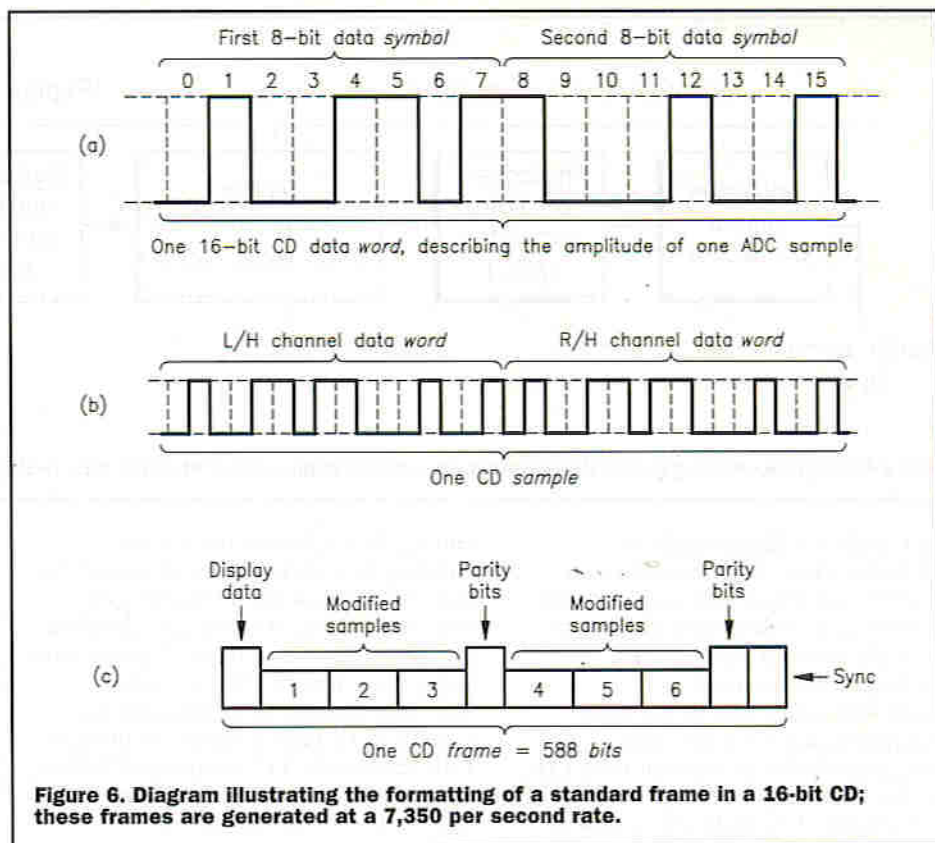 First 8-bit data symbol
Second 8-bit data symbol
0 1 2 3 4 5 6 7 8 9 10 11 12 13 14 15
(a)
One 16-bit CD data word, describing the amplitude of one ADC sample
L/H channel data word
R/H channel data word
(b)
One CD sample
Display data
Modified samples
Parity bits
Modified samples
Parity bits
(c)
1 2 3 4 5 6
Sync
One CD frame = 588 bits
Figure 6. Diagram illustrating the formatting of a standard frame in a 16-bit CD;
these frames are generated at a 7,350 per second rate.